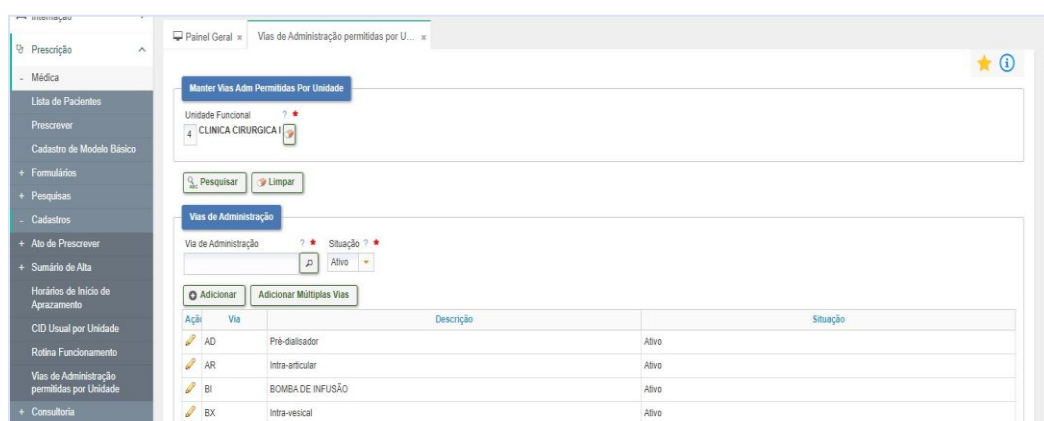 Internação
Prescrição
- Médica
Lista de Pacientes
Prescrever
Cadastro de Modelo Básico
+ Formulários
+ Pesquisas
- Cadastros
+ Ato de Prescrever
+ Sumário de Alta
Horários de Início de
Aprazamento
CID Usual por Unidade
Rotina Funcionamento
Vias de Administração
permitidas por Unidade
+ Consultoria
Painel Geral x Vias de Administração permitidas por U... x
Manter Vias Adm Permitidas Por Unidade
Unidade Funcional ? *
4 CLINICA CIRURGICA I
Pesquisar Limpar
Vias de Administração
Via de Administração ? * Situação ? *
Ativo
Adicionar Adicionar Múltiplas Vias
Ação Via Descrição Situação
AD Pré-dialisador Ativo
AR Intra-articular Ativo
BI BOMBA DE INFUSÃO Ativo
BX Intra-vesical Ativo